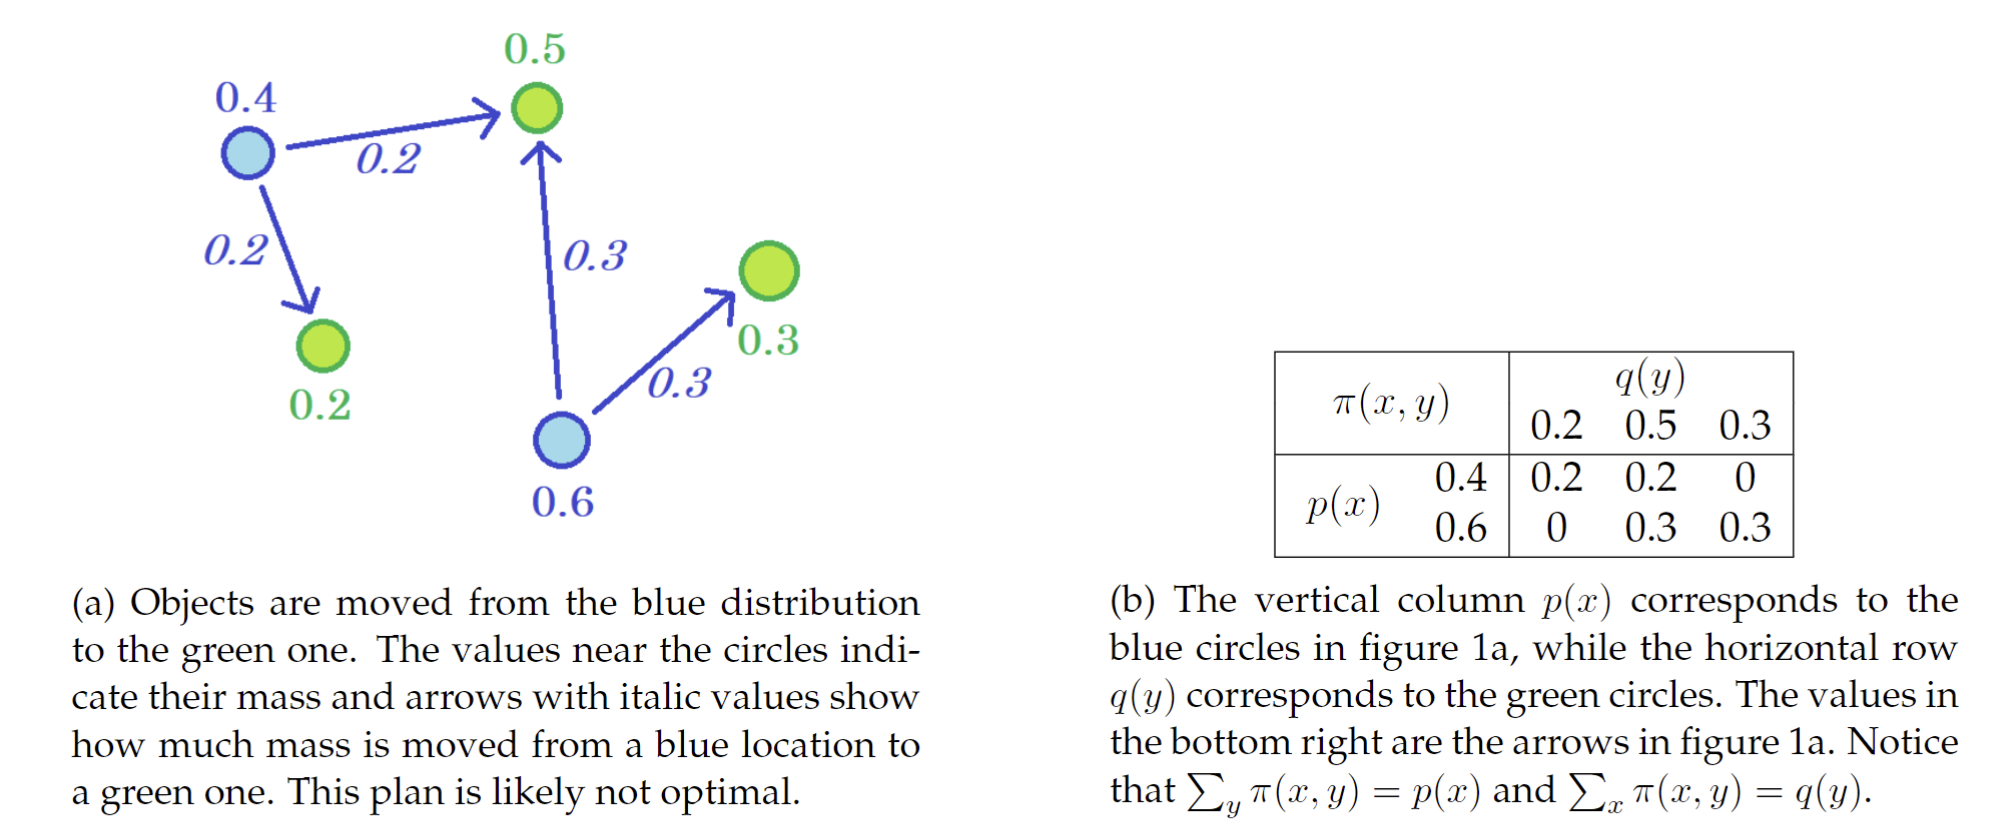 0.5
0.4
0.2
0.2
0.3
0.3
0.3
0.2
0.6
(a) Objects are moved from the blue distribution
to the green one. The values near the circles indi-
cate their mass and arrows with italic values show
how much mass is moved from a blue location to
a green one. This plan is likely not optimal.
π(x, y) q(y)
0.2 0.5 0.3
p(x) 0.4 0.2 0.2 0
0.6 0 0.3 0.3
(b) The vertical column p(x) corresponds to the
blue circles in figure 1a, while the horizontal row
q(y) corresponds to the green circles. The values in
the bottom right are the arrows in figure 1a. Notice
that ∑_y π(x, y) = p(x) and ∑_x π(x, y) = q(y).